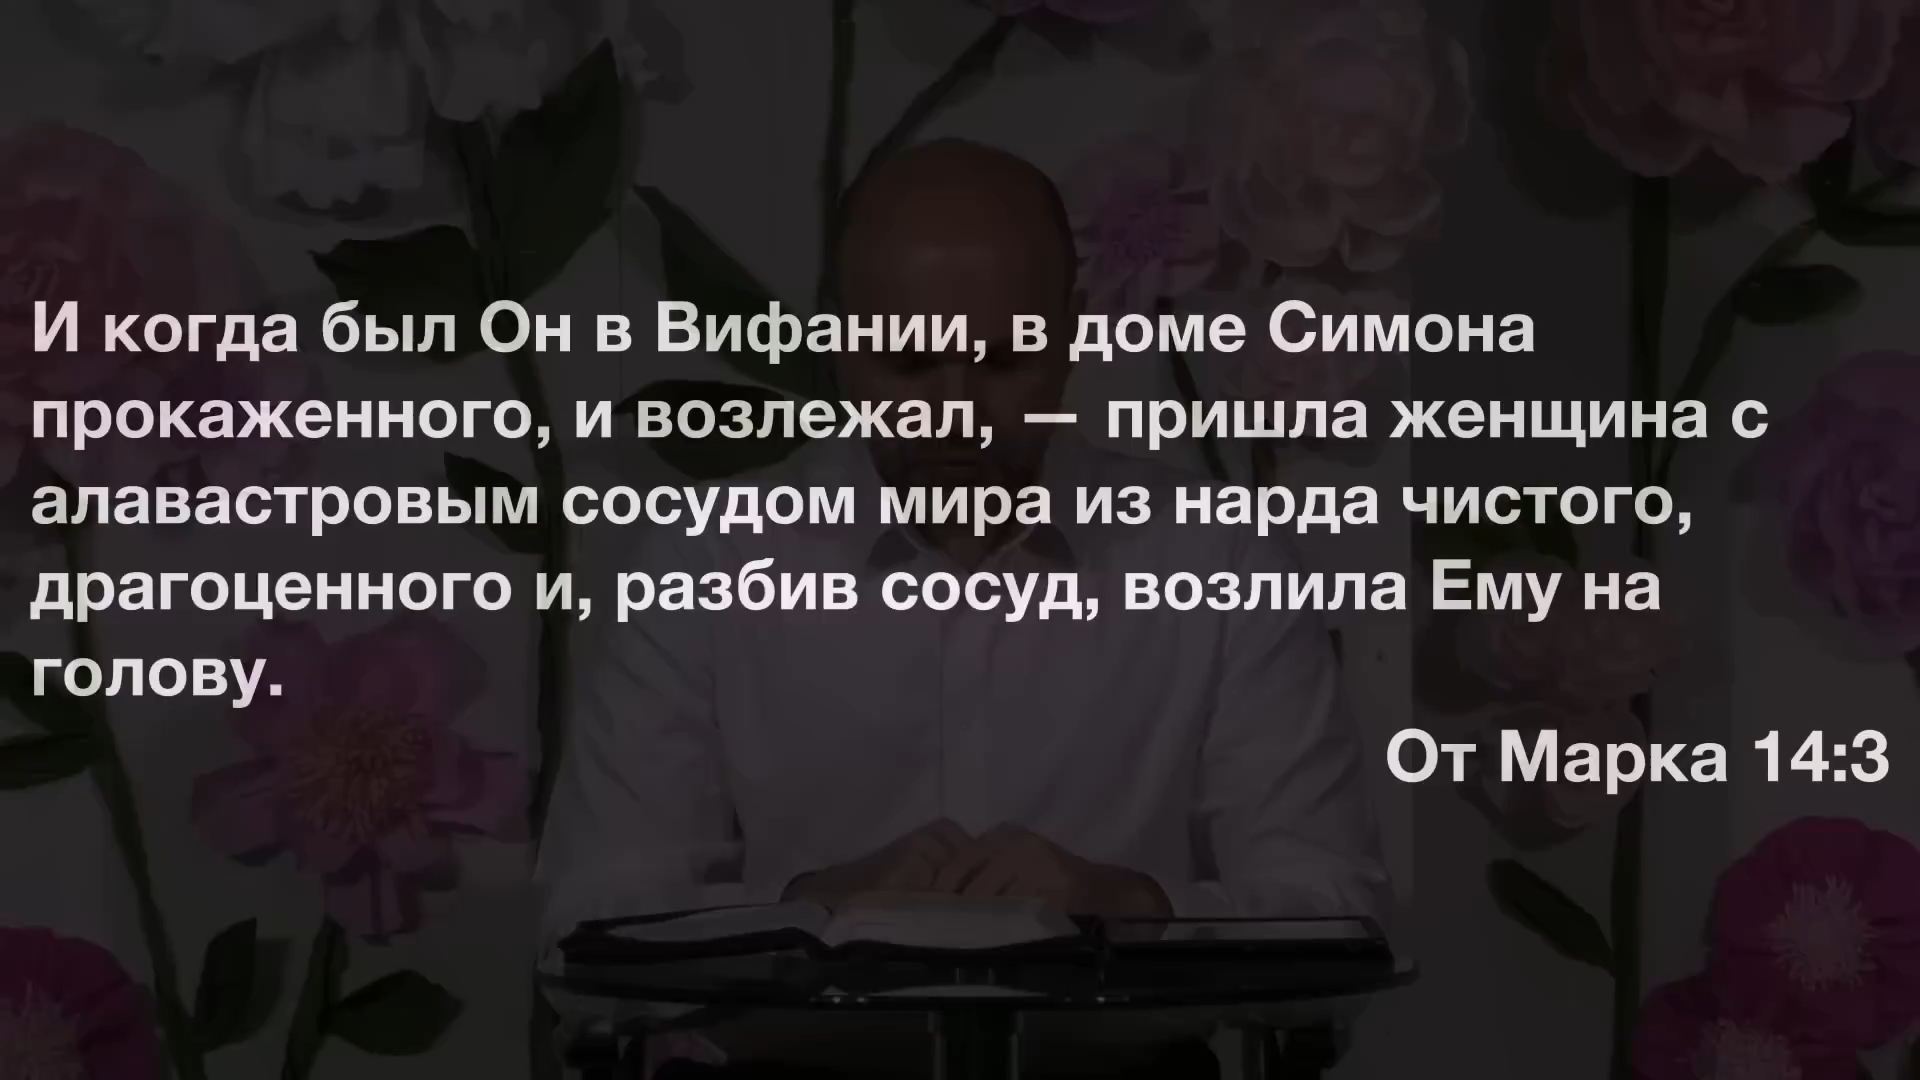 И когда был Он в Вифании, в доме Симона
прокаженного, и возлежал, — пришла женщина с
алавастровым сосудом мира из нарда чистого,
драгоценного и, разбив сосуд, возлила Ему на
голову.
От Марка 14:3